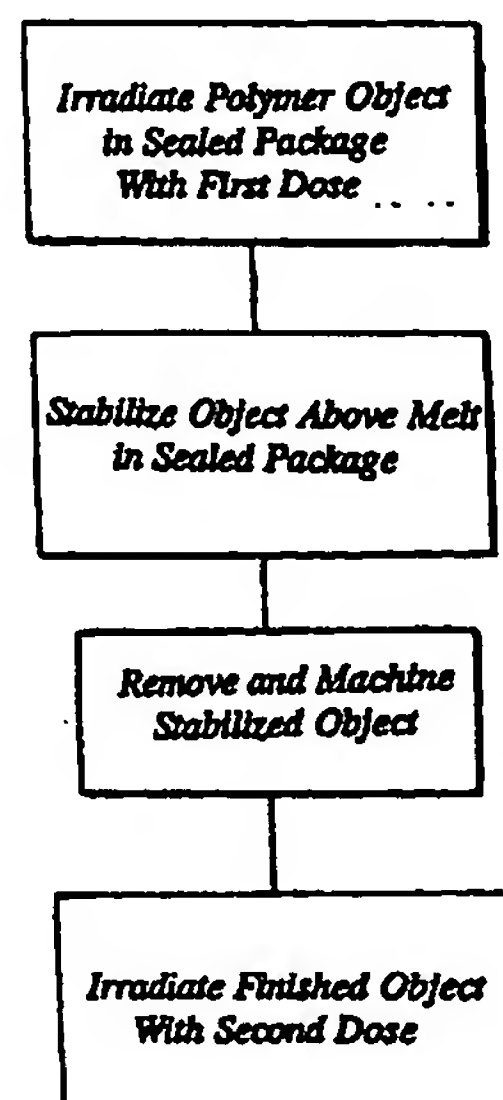 Irradiate Polymer Object
in Sealed Package
With First Dose
Stabilize Object Above Melt
in Sealed Package
Remove and Machine
Stabilized Object
Irradiate Finished Object
With Second Dose